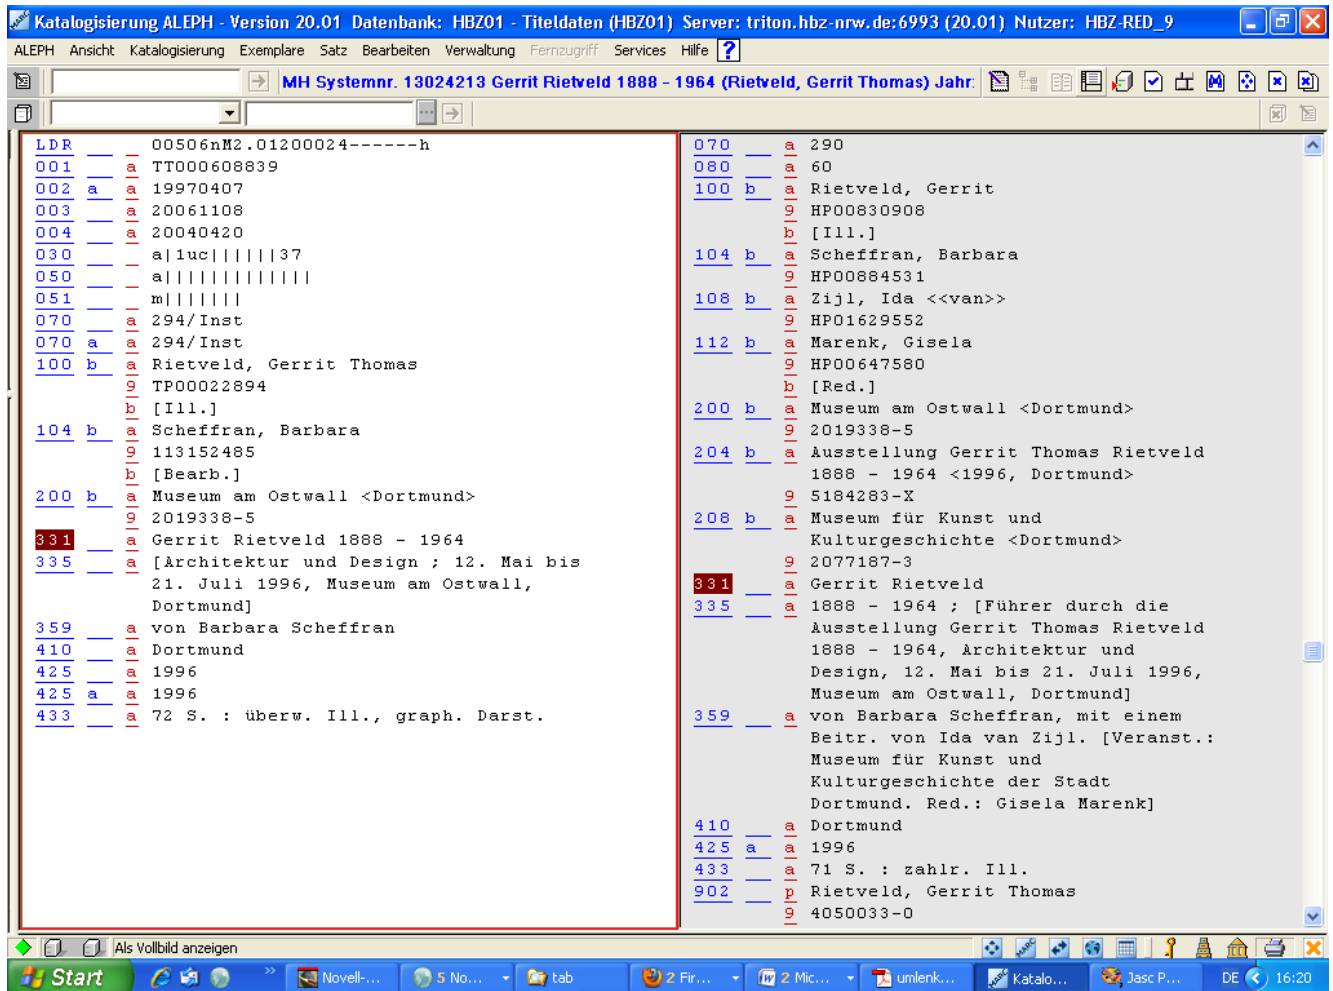 Katalogisierung ALEPH - Version 20.01 Datenbank: HBZ01 - Titeldaten (HBZ01) Server: triton.hbz-nrw.de:6993 (20.01) Nutzer: HBZ-RED_9
ALEPH Ansicht Katalogisierung Exemplare Satz Bearbeiten Verwaltung Fernzugriff Services Hilfe ?
MH Systemnr. 13024213 Gerrit Rietveld 1888 - 1964 (Rietveld, Gerrit Thomas) Jahr:
LDR 00506nM2.01200024------h
001 a TT000608839
002 a a 19970407
003 a 20061108
004 a 20040420
030 a|1uc||||||37
050 a|||||||||||||
051 m|||||||
070 a 294/Inst
070 a a 294/Inst
100 b a Rietveld, Gerrit Thomas
9 TP00022894
b [Ill.]
104 b a Scheffran, Barbara
9 113152485
b [Bearb.]
200 b a Museum am Ostwall <Dortmund>
9 2019338-5
331 a Gerrit Rietveld 1888 - 1964
335 a [Architektur und Design ; 12. Mai bis
21. Juli 1996, Museum am Ostwall,
Dortmund]
359 a von Barbara Scheffran
410 a Dortmund
425 a 1996
425 a a 1996
433 a 72 S. : überw. Ill., graph. Darst.
070 a 290
080 a 60
100 b a Rietveld, Gerrit
9 HP00830908
b [Ill.]
104 b a Scheffran, Barbara
9 HP00884531
108 b a Zijl, Ida <<van>>
9 HP01629552
112 b a Marenk, Gisela
9 HP00647580
b [Red.]
200 b a Museum am Ostwall <Dortmund>
9 2019338-5
204 b a Ausstellung Gerrit Thomas Rietveld
1888 - 1964 <1996, Dortmund>
9 5184283-X
208 b a Museum für Kunst und
Kulturgeschichte <Dortmund>
9 2077187-3
331 a Gerrit Rietveld
335 a 1888 - 1964 ; [Führer durch die
Ausstellung Gerrit Thomas Rietveld
1888 - 1964, Architektur und
Design, 12. Mai bis 21. Juli 1996,
Museum am Ostwall, Dortmund]
359 a von Barbara Scheffran, mit einem
Beitr. von Ida van Zijl. [Veranst.:
Museum für Kunst und
Kulturgeschichte der Stadt
Dortmund. Red.: Gisela Marenk]
410 a Dortmund
425 a a 1996
433 a 71 S. : zahlr. Ill.
902 p Rietveld, Gerrit Thomas
9 4050033-0
Als Vollbild anzeigen
Start » Novell-... 5 No... tab 2 Fir... 2 Mic... umlenk... Katalo... Jasc P... DE 16:20